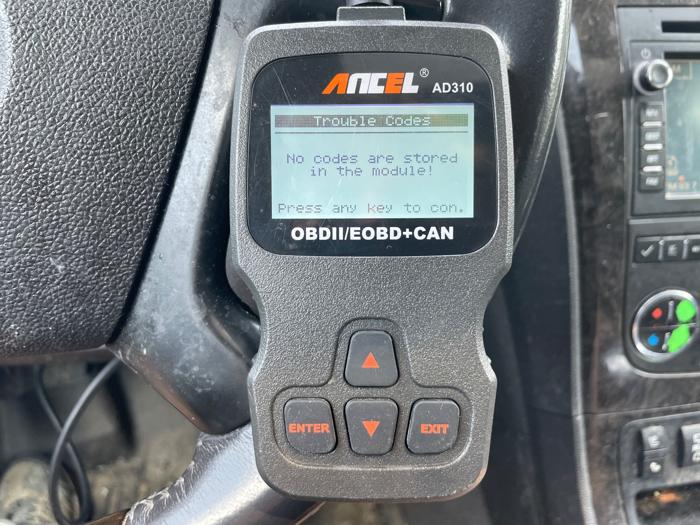 ANCEL® AD310
Trouble Codes
No codes are stored
in the module!
Press any key to con.
OBDII/EOBD+CAN
ENTER
EXIT